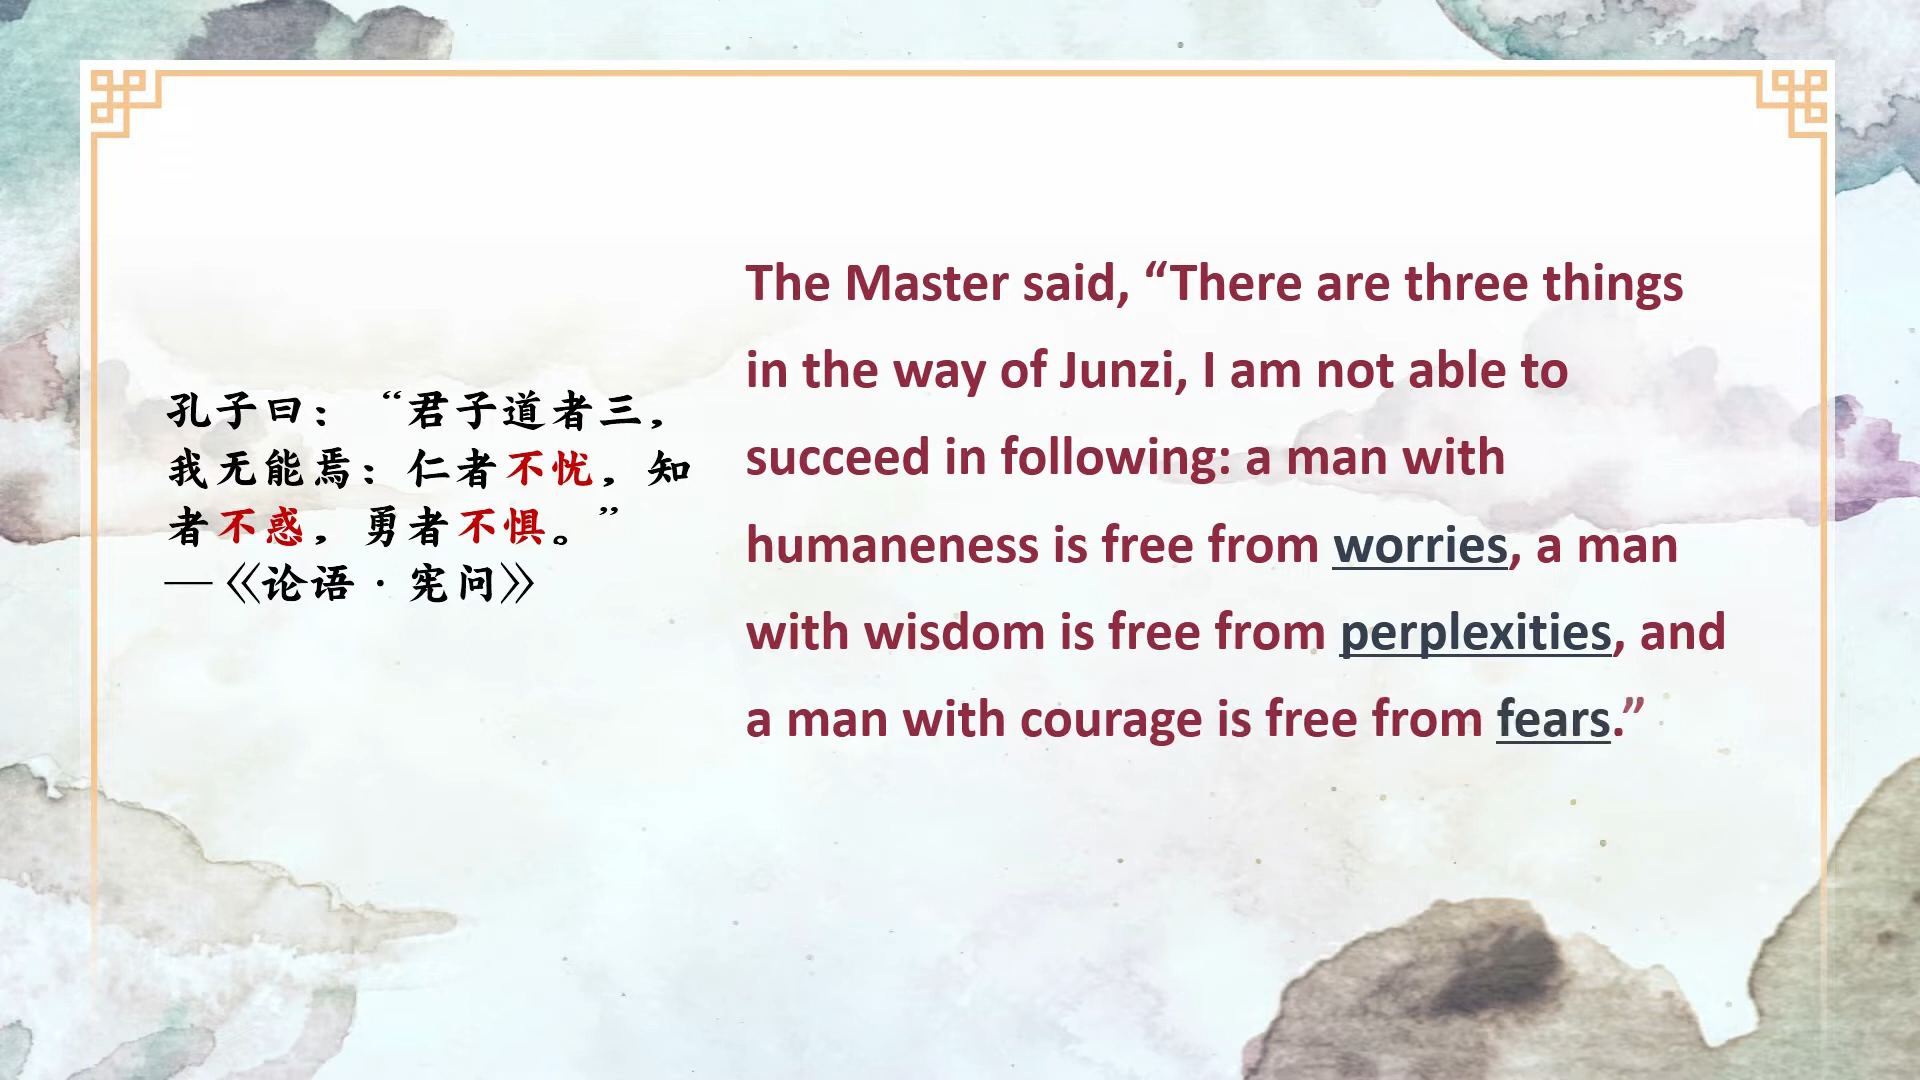 孔子曰：“君子道者三，
我无能焉：仁者不忧，知
者不惑，勇者不惧。”
—《论语·宪问》
The Master said, “There are three things
in the way of Junzi, I am not able to
succeed in following: a man with
humaneness is free from worries, a man
with wisdom is free from perplexities, and
a man with courage is free from fears.”